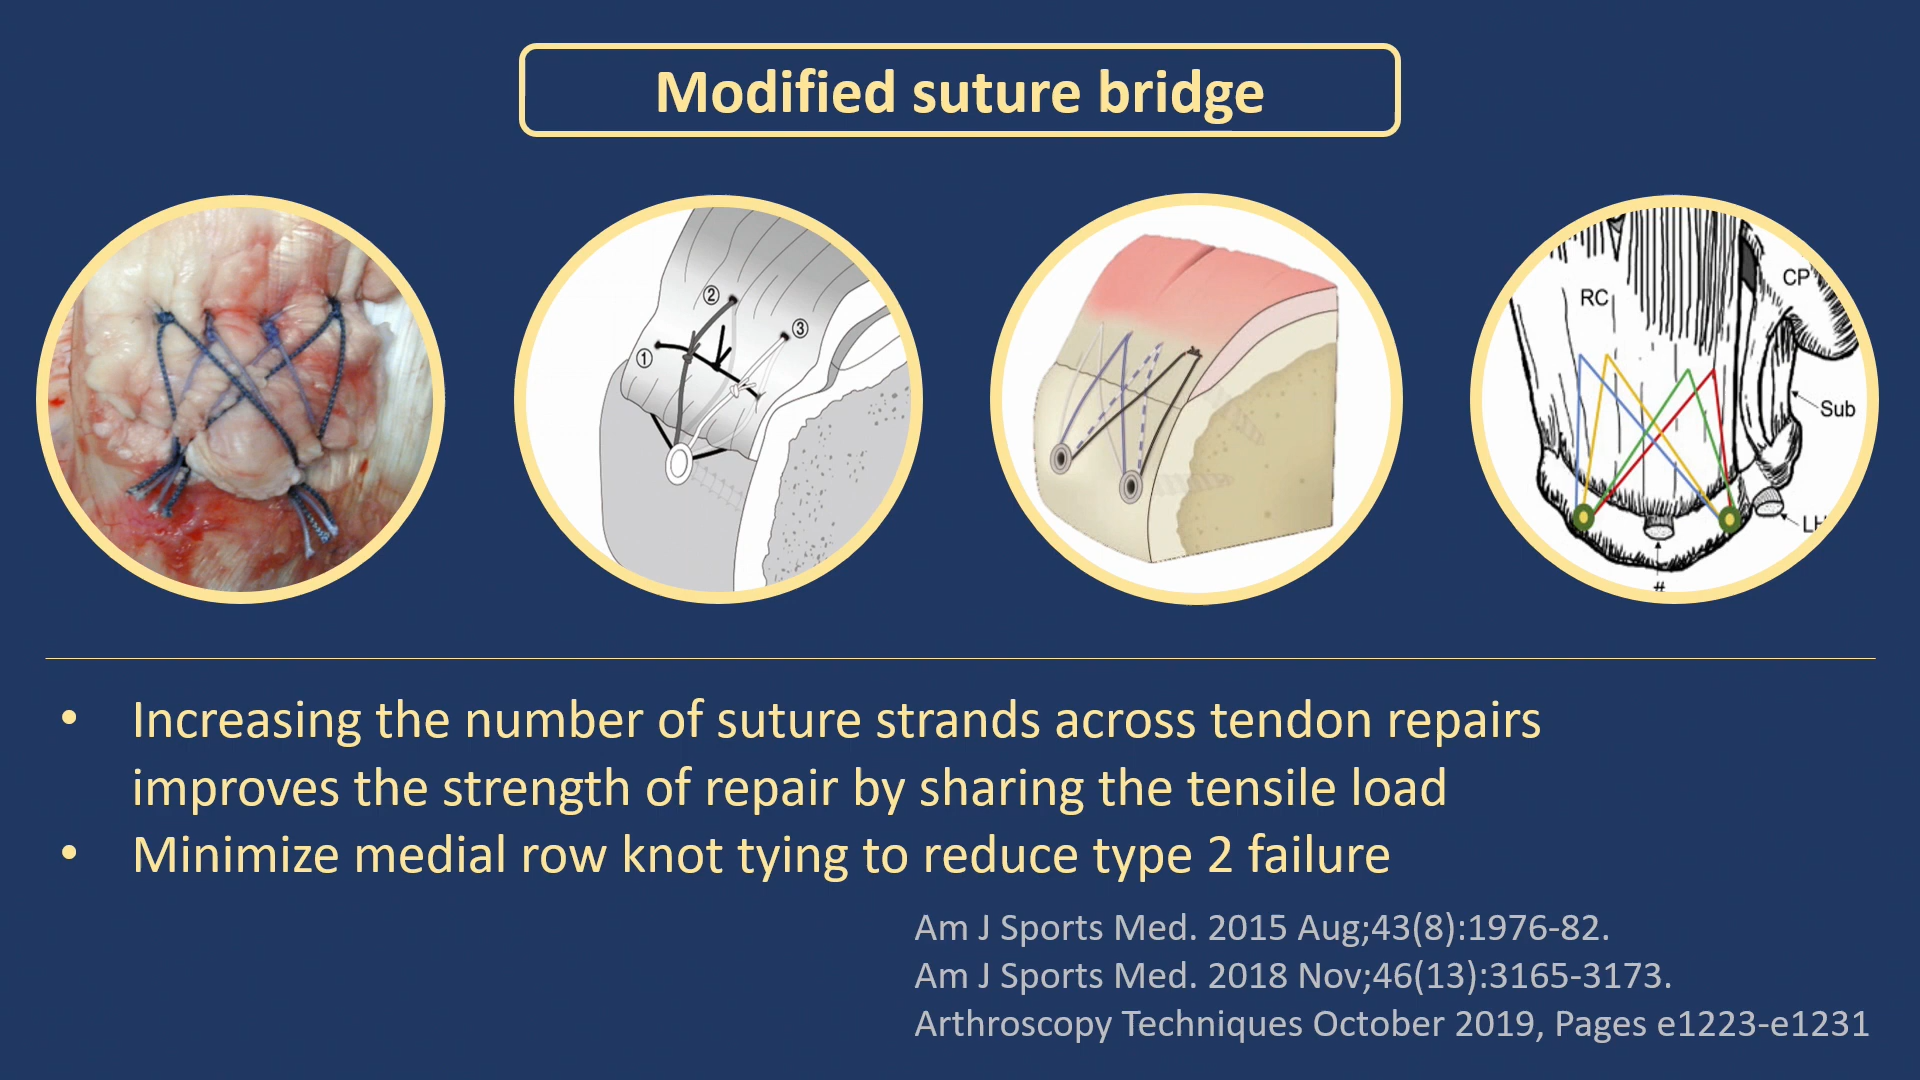 Modified suture bridge
②
③
①
RC
CP
Sub
#
• Increasing the number of suture strands across tendon repairs
improves the strength of repair by sharing the tensile load
• Minimize medial row knot tying to reduce type 2 failure
Am J Sports Med. 2015 Aug;43(8):1976-82.
Am J Sports Med. 2018 Nov;46(13):3165-3173.
Arthroscopy Techniques October 2019, Pages e1223-e1231